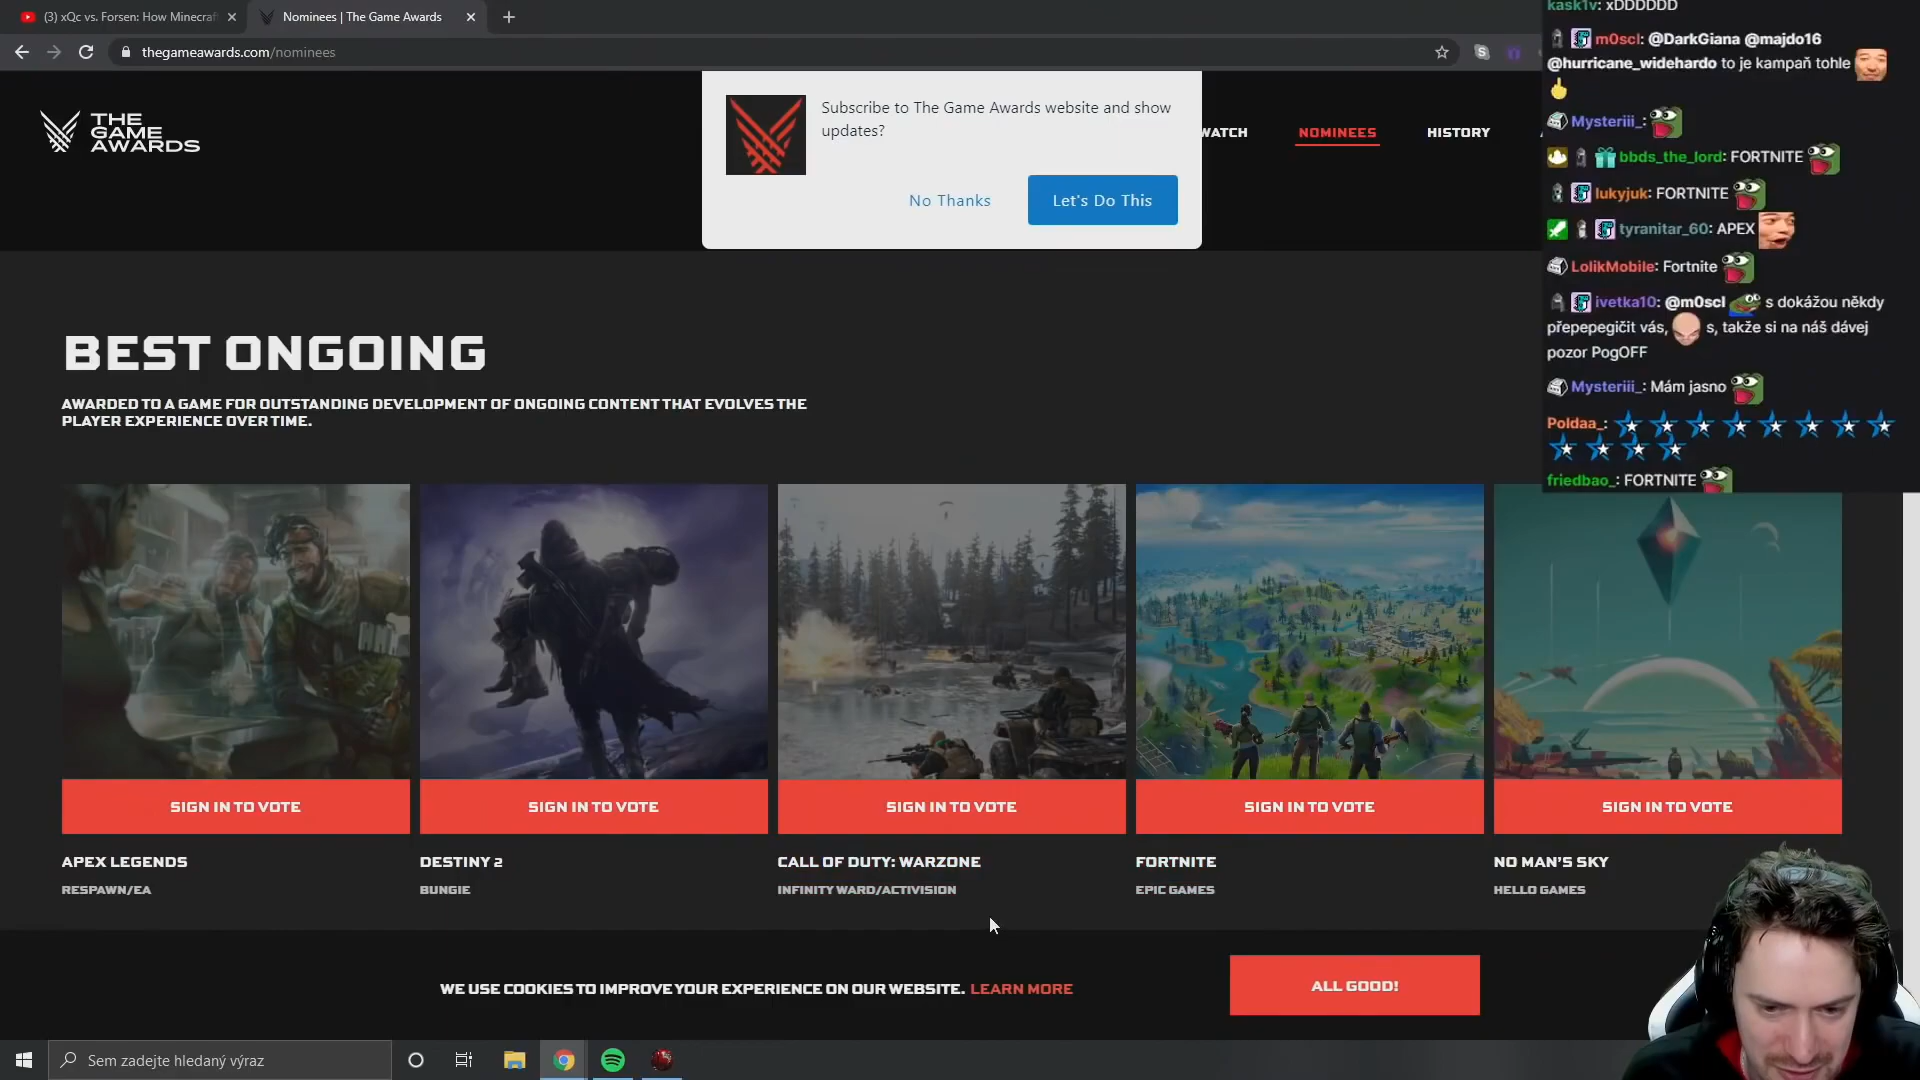 (3) xQc vs. Forsen: How Minecraf
Nominees | The Game Awards
thegameawards.com/nominees
THE
GAME
AWARDS
Subscribe to The Game Awards website and show
updates?
No Thanks
Let's Do This
WATCH
NOMINEES
HISTORY
kask1v: xDDDDDD
m0scl: @DarkGiana @majdo16
@hurricane_widehardo to je kampaň tohle
Mysteriii_:
bbds_the_lord: FORTNITE
lukyjuk: FORTNITE
tyranitar_60: APEX
LolikMobile: Fortnite
ivetka10: @m0scl s dokážou někdy
přepepegičit vás, s, takže si na náš dávej
pozor PogOFF
Mysteriii_: Mám jasno
Poldaa_:
friedbao_: FORTNITE
BEST ONGOING
AWARDED TO A GAME FOR OUTSTANDING DEVELOPMENT OF ONGOING CONTENT THAT EVOLVES THE
PLAYER EXPERIENCE OVER TIME.
SIGN IN TO VOTE
SIGN IN TO VOTE
SIGN IN TO VOTE
SIGN IN TO VOTE
SIGN IN TO VOTE
APEX LEGENDS
RESPAWN/EA
DESTINY 2
BUNGIE
CALL OF DUTY: WARZONE
INFINITY WARD/ACTIVISION
FORTNITE
EPIC GAMES
NO MAN'S SKY
HELLO GAMES
WE USE COOKIES TO IMPROVE YOUR EXPERIENCE ON OUR WEBSITE. LEARN MORE
ALL GOOD!
Sem zadejte hledaný výraz